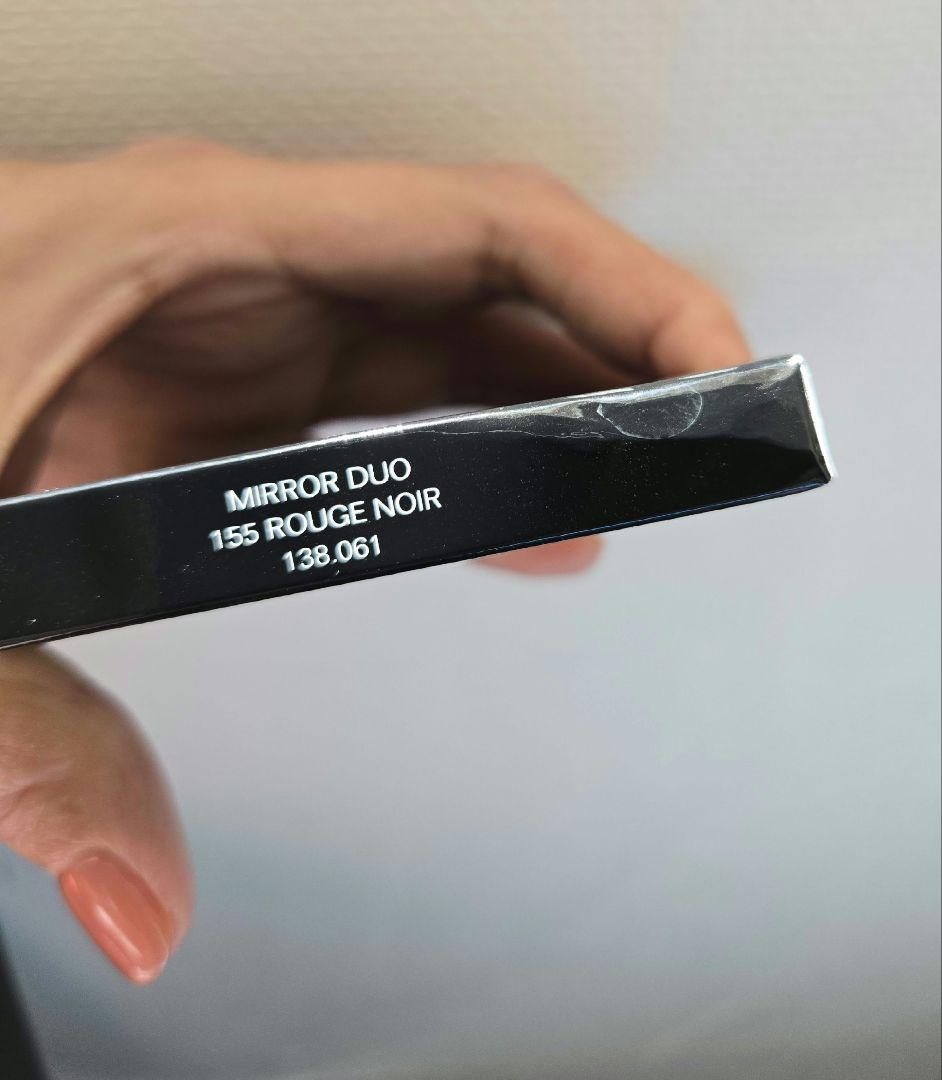 MIRROR DUO
155 ROUGE NOIR
138.061